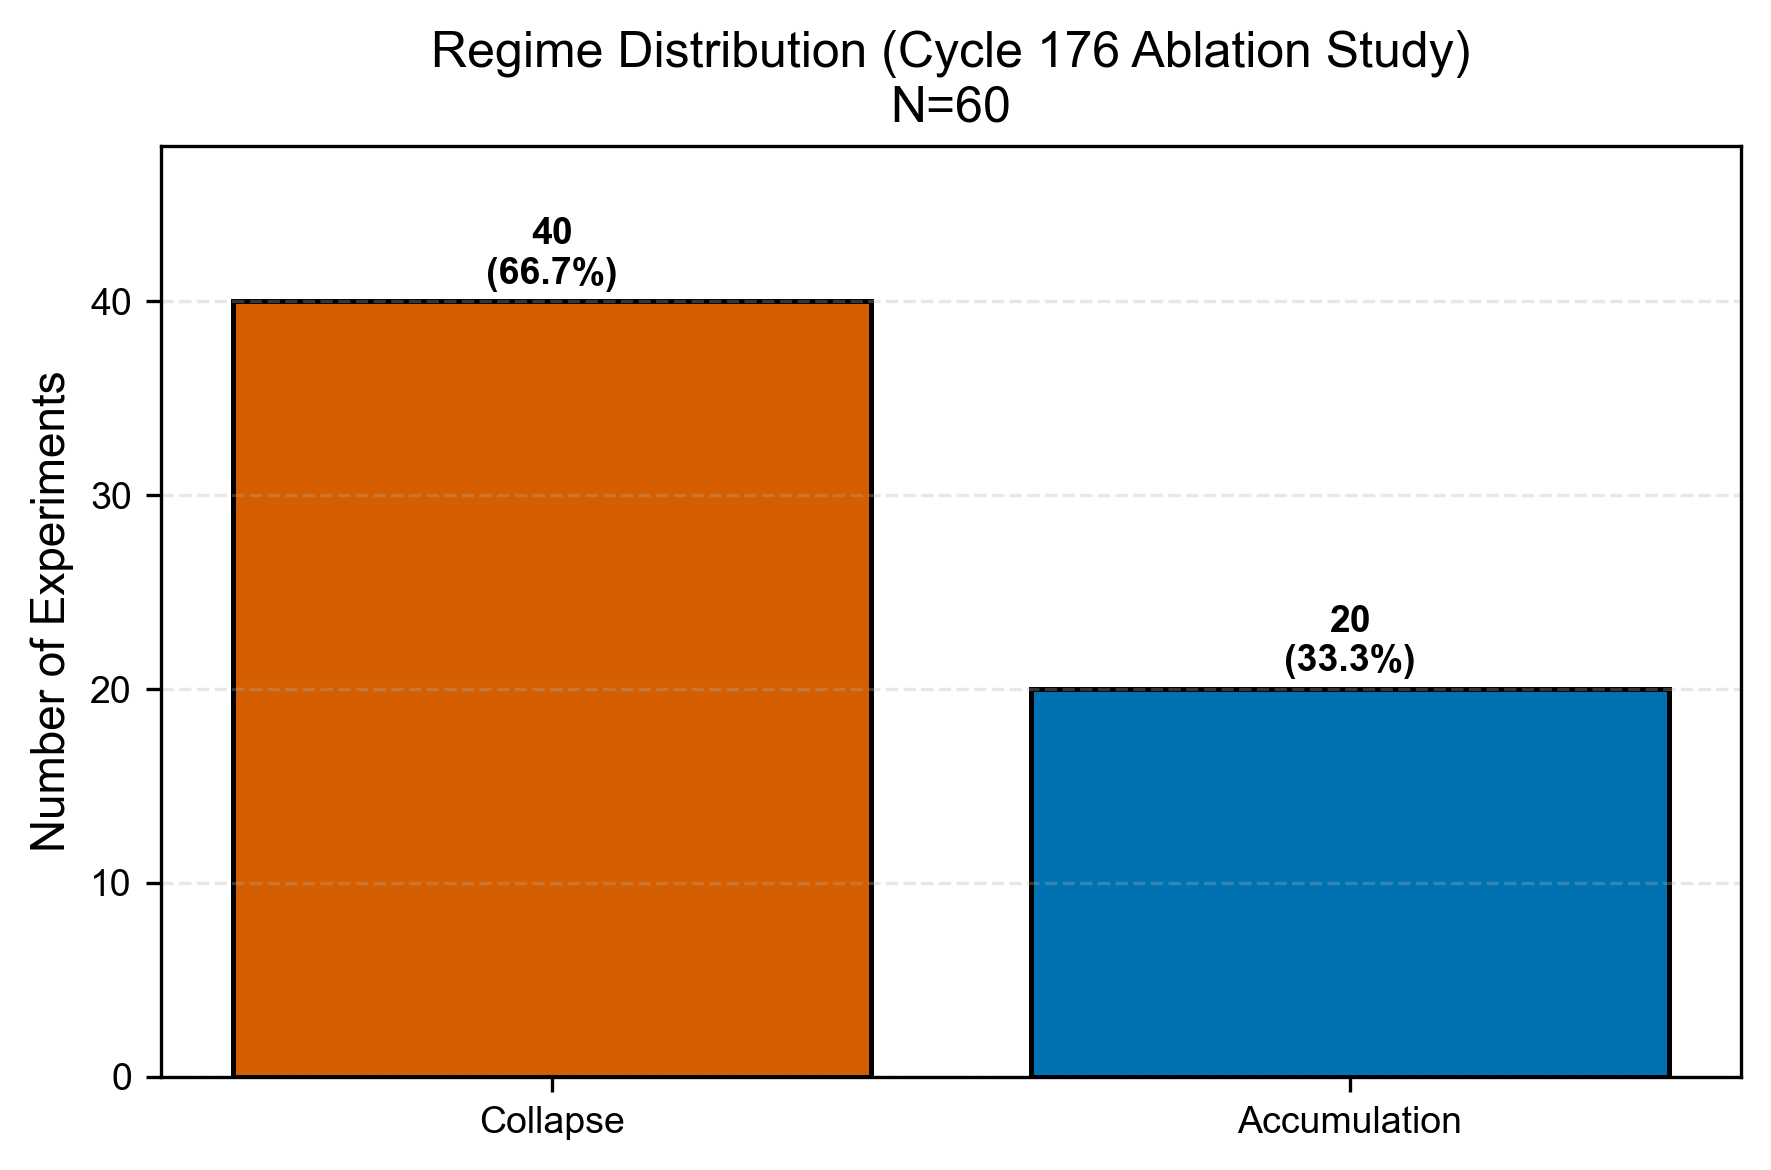 Regime Distribution (Cycle 176 Ablation Study)
N=60
40
(66.7%)
20
(33.3%)
40
30
20
10
0
Number of Experiments
Collapse
Accumulation